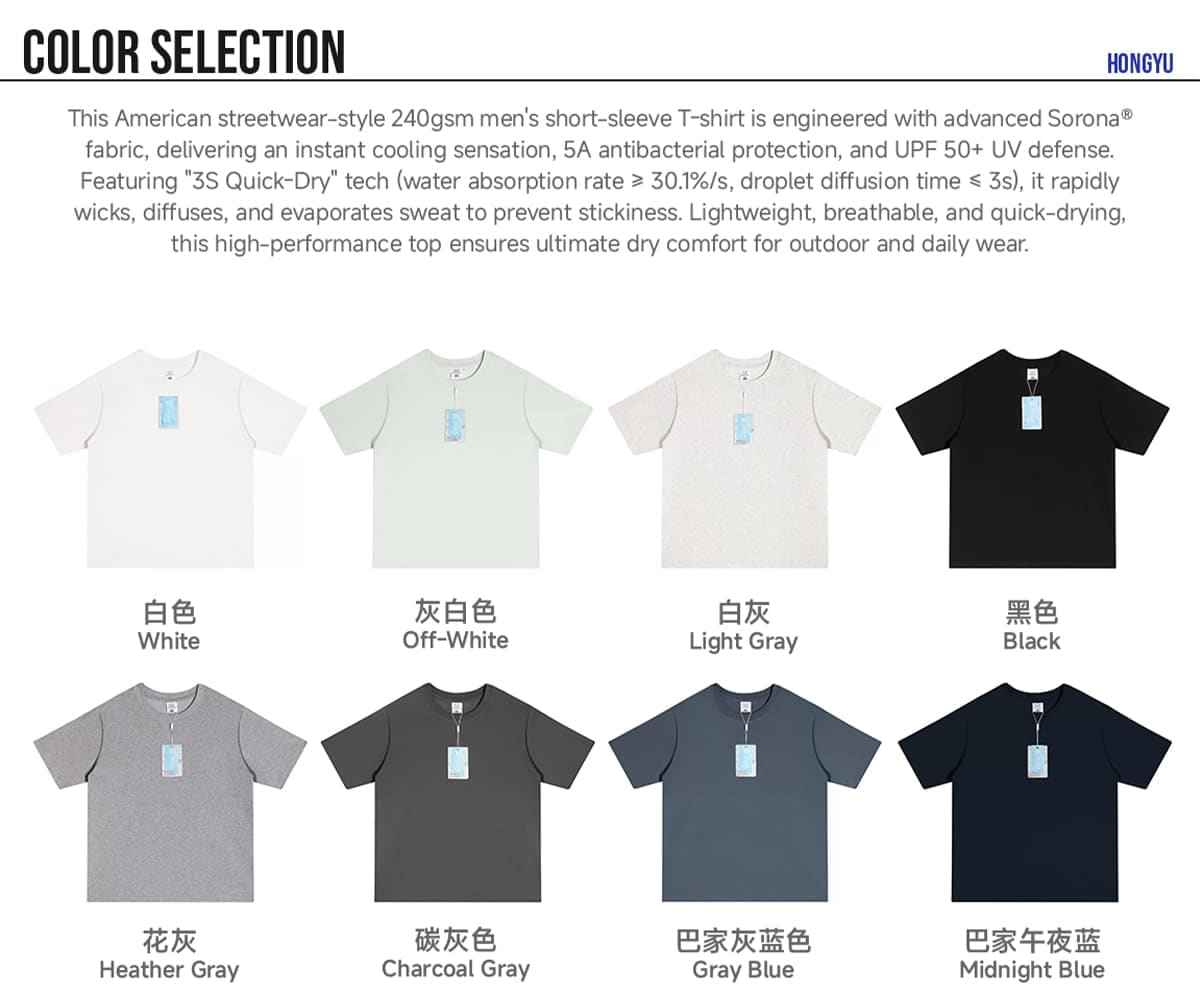 COLOR SELECTION
HONGYU
This American streetwear-style 240gsm men's short-sleeve T-shirt is engineered with advanced Sorona®
fabric, delivering an instant cooling sensation, 5A antibacterial protection, and UPF 50+ UV defense.
Featuring "3S Quick-Dry" tech (water absorption rate ≥ 30.1%/s, droplet diffusion time ≤ 3s), it rapidly
wicks, diffuses, and evaporates sweat to prevent stickiness. Lightweight, breathable, and quick-drying,
this high-performance top ensures ultimate dry comfort for outdoor and daily wear.
白色
White
灰白色
Off-White
白灰
Light Gray
黑色
Black
花灰
Heather Gray
碳灰色
Charcoal Gray
巴家灰蓝色
Gray Blue
巴家午夜蓝
Midnight Blue